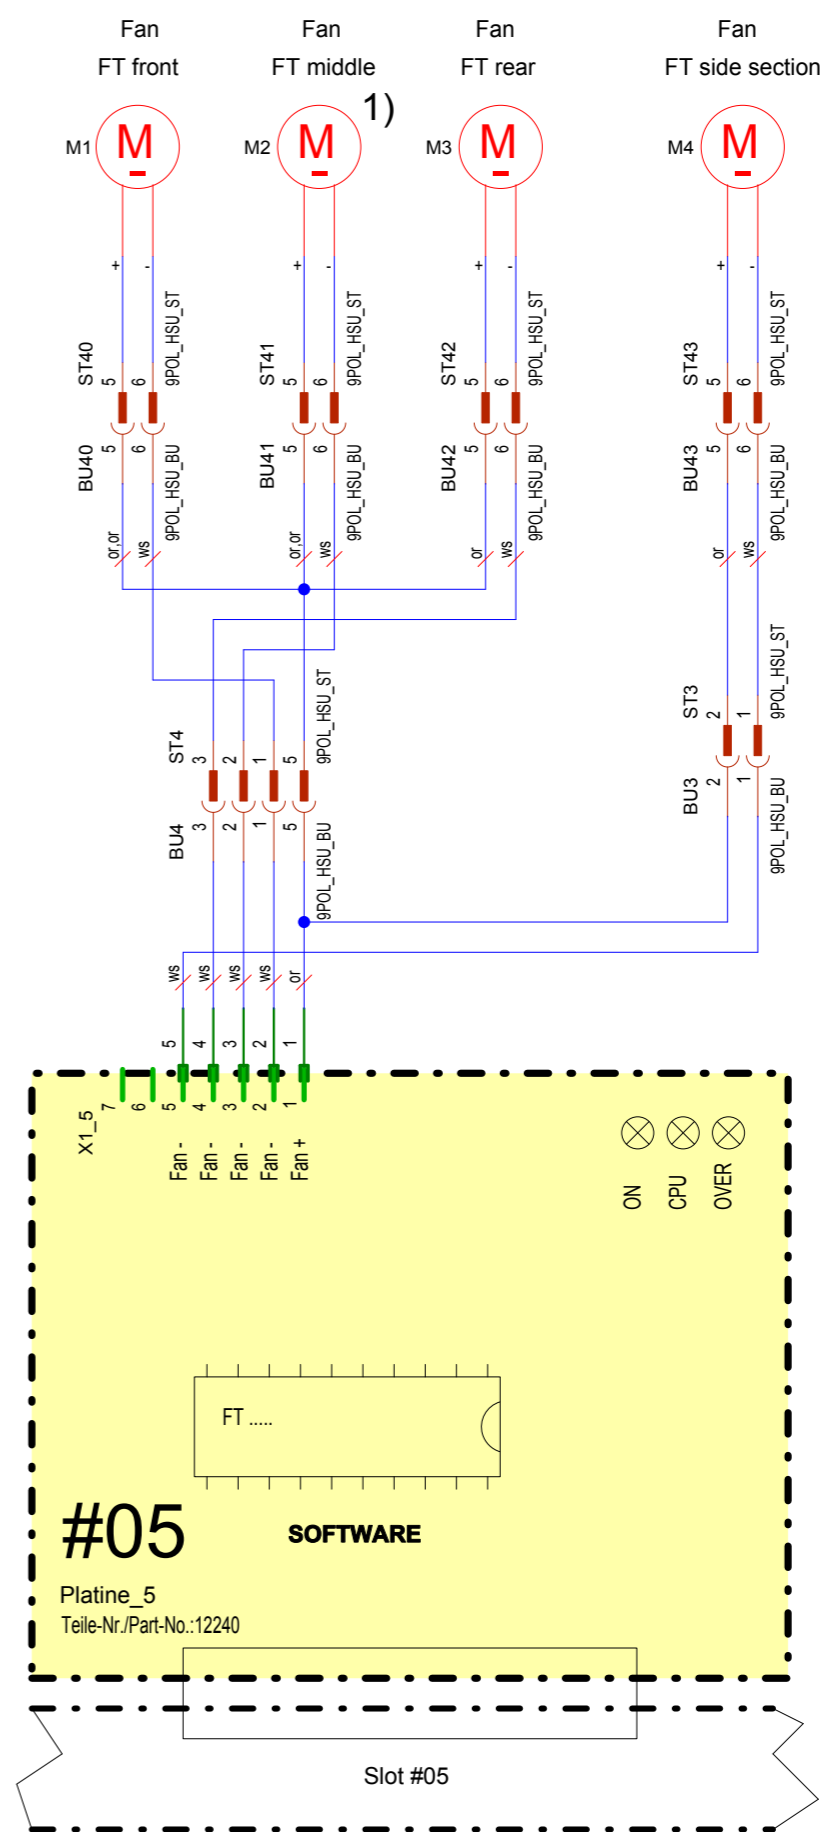 Fan Fan Fan Fan
FT front FT middle FT rear FT side section
1)
M1 M M2 M M3 M M4 M
+ - + - + - + -
ST40 5 6 9POL_HSU_ST ST41 5 6 9POL_HSU_ST ST42 5 6 9POL_HSU_ST ST43 5 6 9POL_HSU_ST
BU40 5 6 9POL_HSU_BU BU41 5 6 9POL_HSU_BU BU42 5 6 9POL_HSU_BU BU43 5 6 9POL_HSU_BU
or,or ws or,or ws or ws or ws
ST4 3 2 1 5 9POL_HSU_ST ST3 2 1 9POL_HSU_ST
BU4 3 2 1 5 9POL_HSU_BU BU3 2 1 9POL_HSU_BU
ws ws ws ws or
5 4 3 2 1
X1_5 7 6 5 4 3 2 1
Fan - Fan - Fan - Fan - Fan +
ON CPU OVER
FT .....
#05
SOFTWARE
Platine_5
Teile-Nr./Part-No.:12240
Slot #05